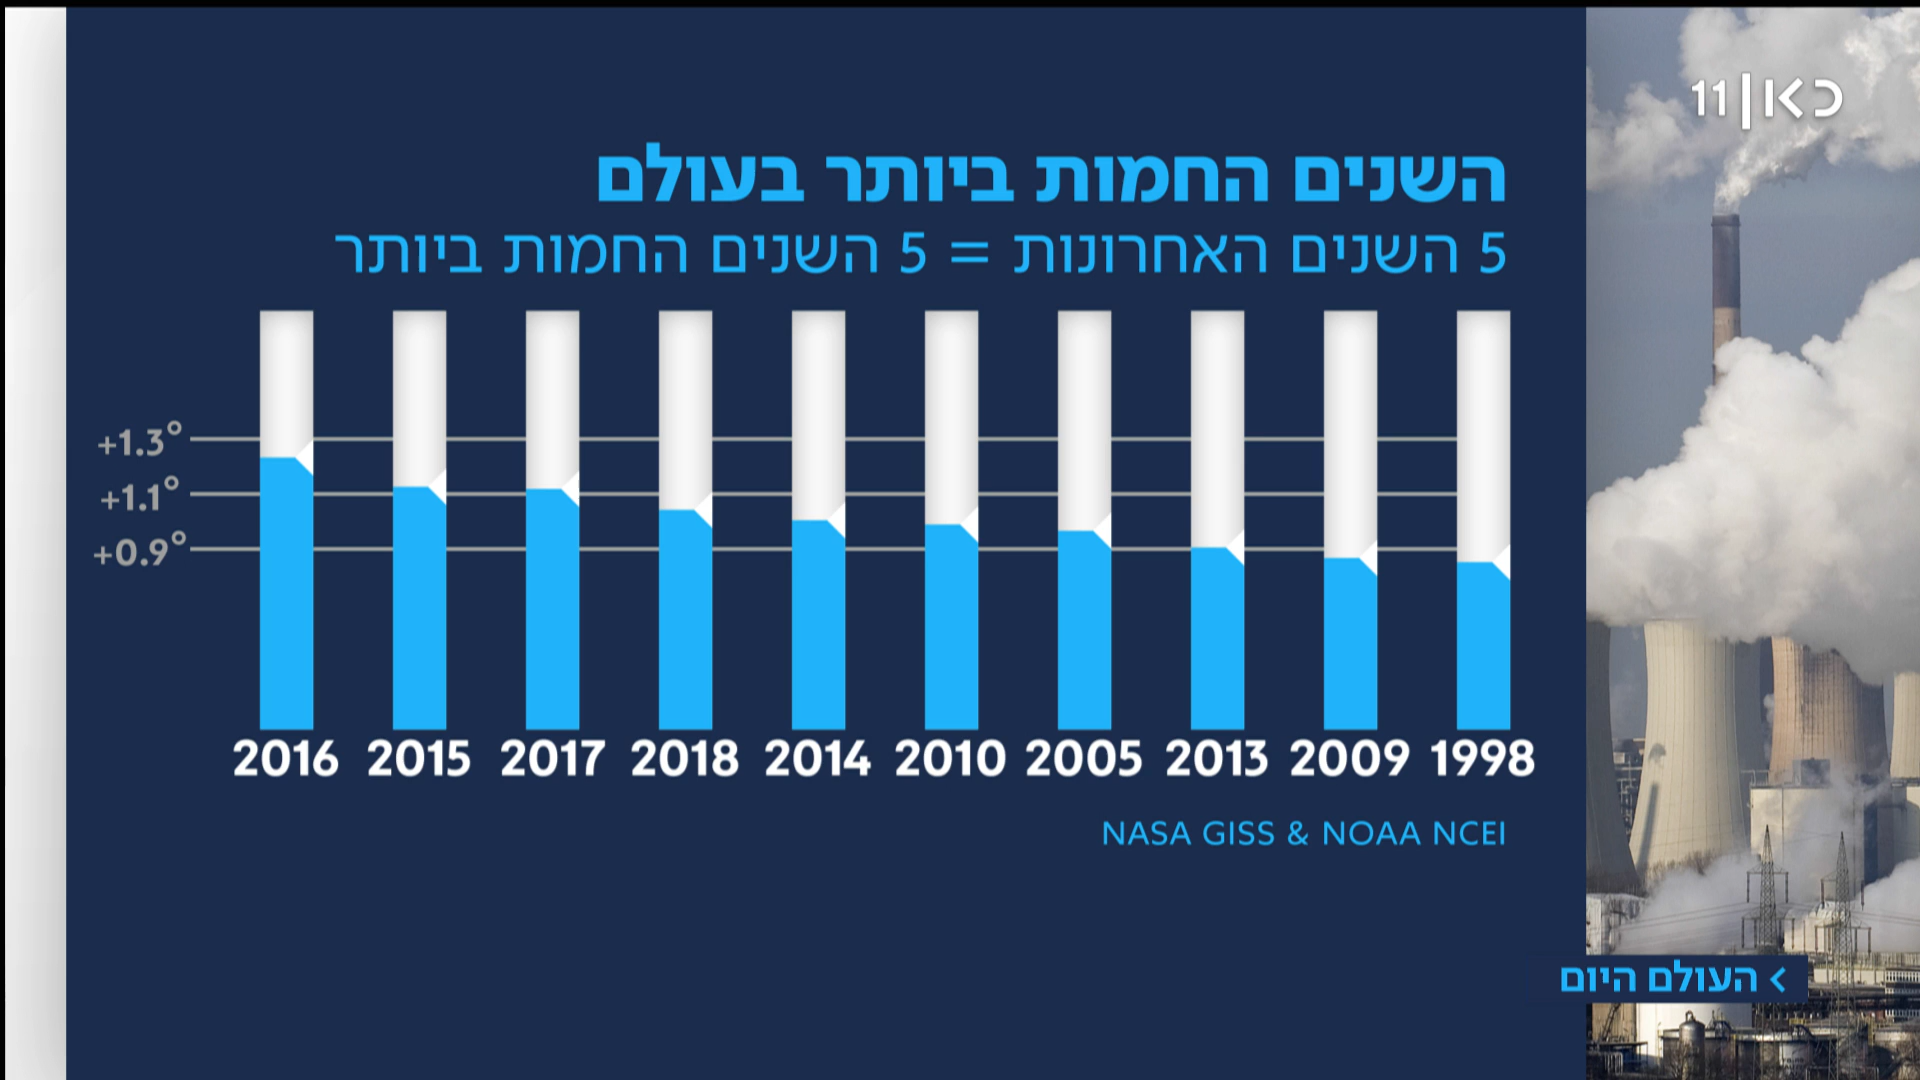 כאן 11
השנים החמות ביותר בעולם
5 השנים האחרונות = 5 השנים החמות ביותר
+1.3°
+1.1°
+0.9°
2016 2015 2017 2018 2014 2010 2005 2013 2009 1998
NASA GISS & NOAA NCEI
העולם היום